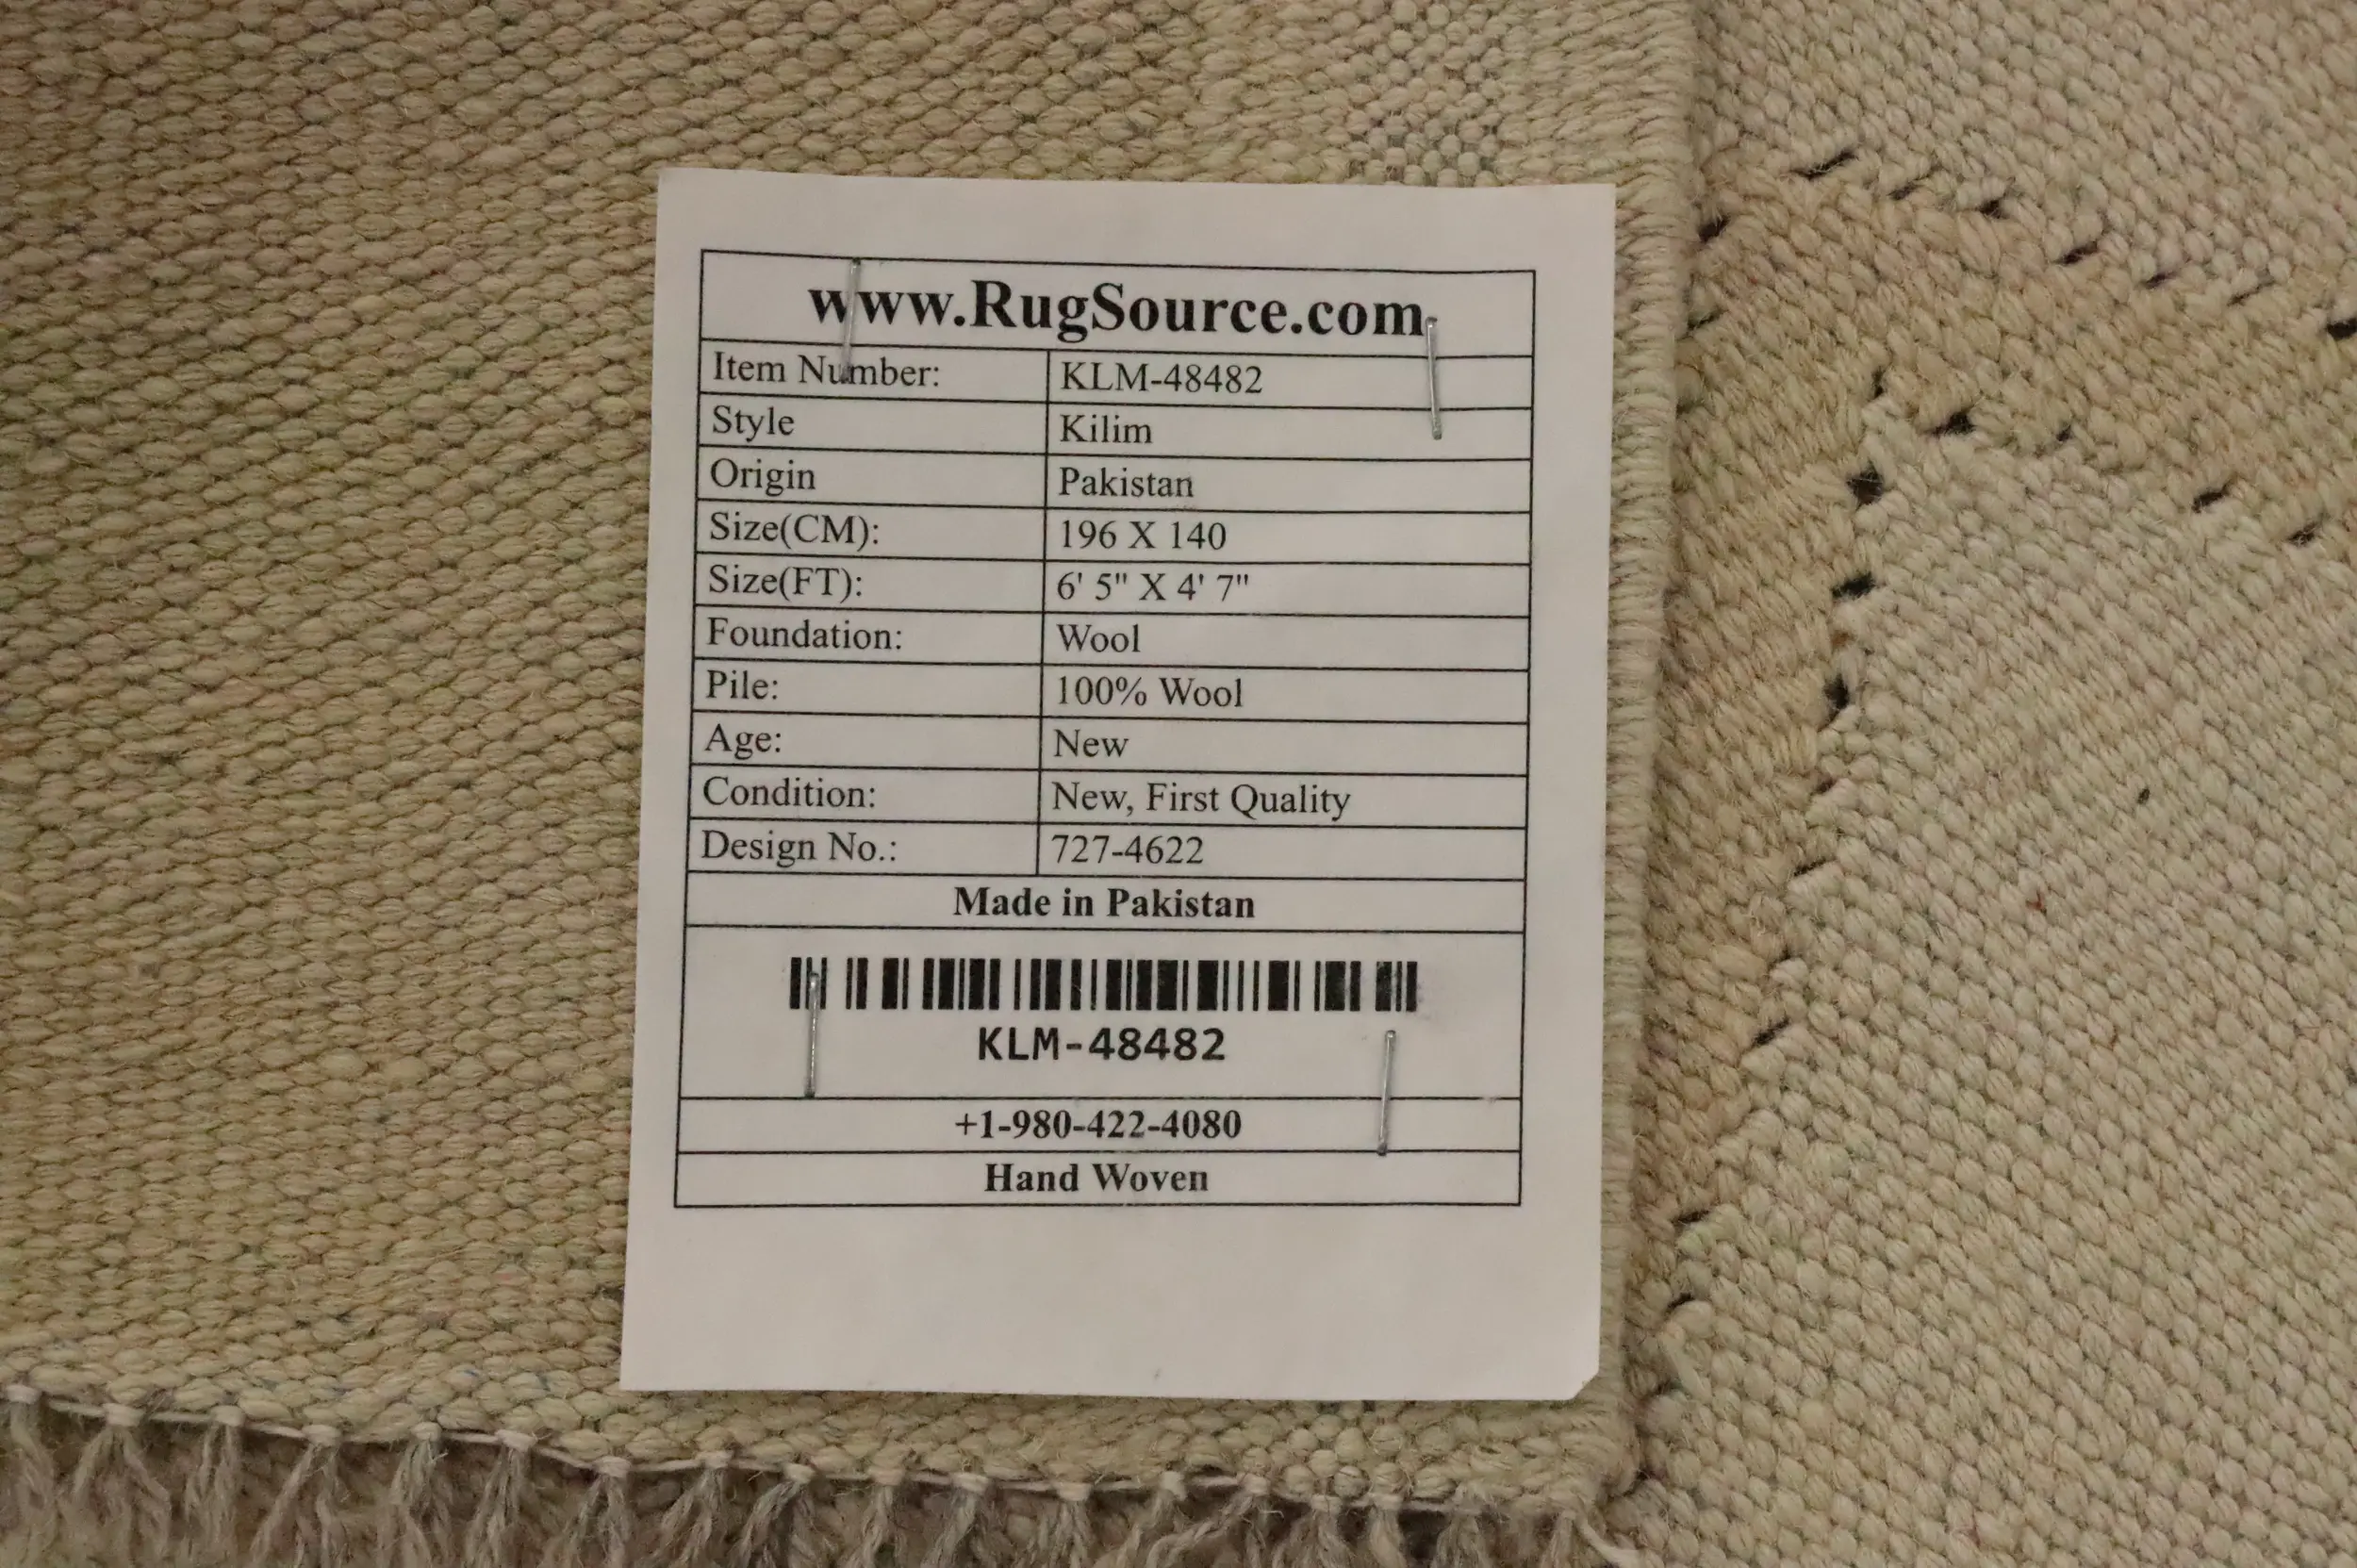 www.RugSource.com
Item Number: KLM-48482
Style Kilim
Origin Pakistan
Size(CM): 196 X 140
Size(FT): 6' 5" X 4' 7"
Foundation: Wool
Pile: 100% Wool
Age: New
Condition: New, First Quality
Design No.: 727-4622
Made in Pakistan
KLM-48482
+1-980-422-4080
Hand Woven